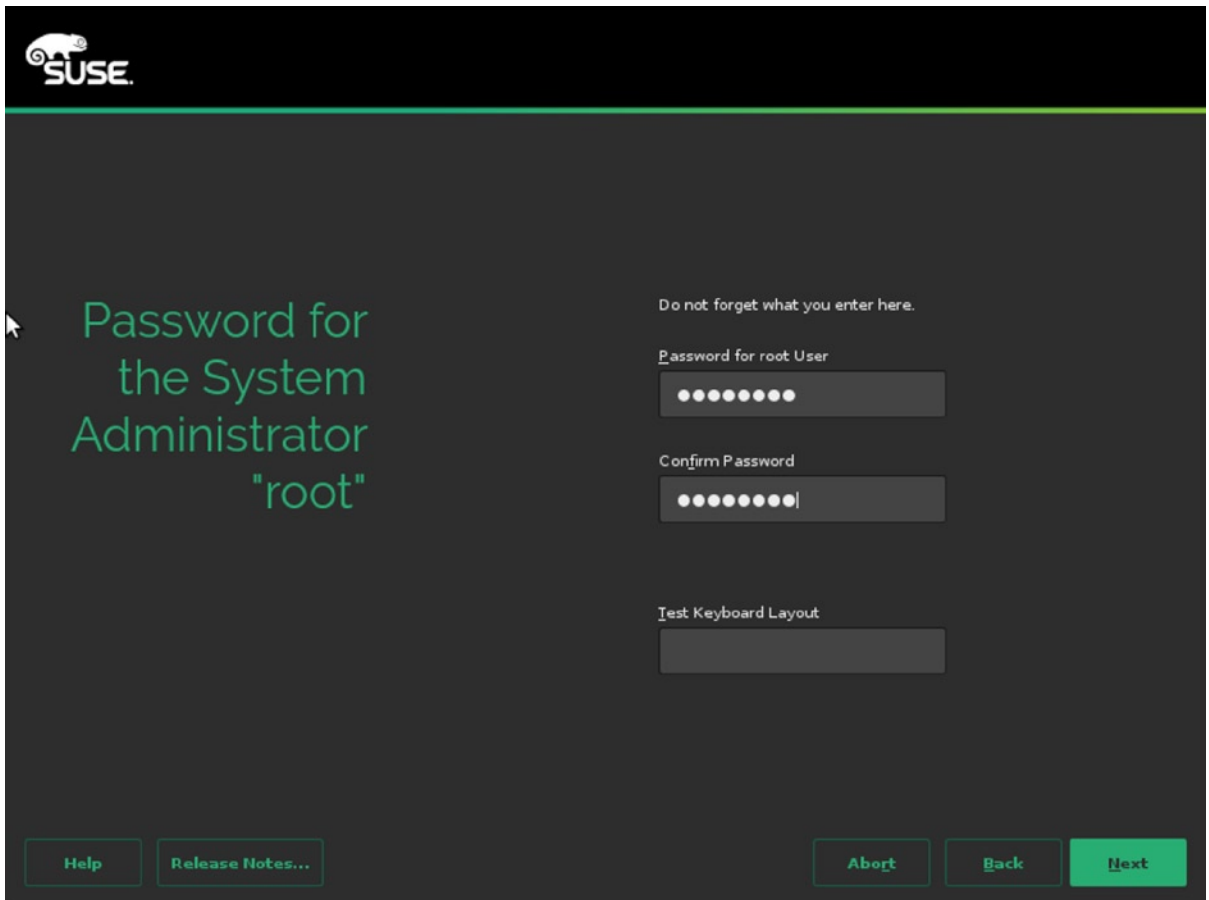 SUSE.
Password for
the System
Administrator
"root"
Do not forget what you enter here.
Password for root User
●●●●●●●●
Confirm Password
●●●●●●●●
Test Keyboard Layout
Help
Release Notes...
Abort
Back
Next